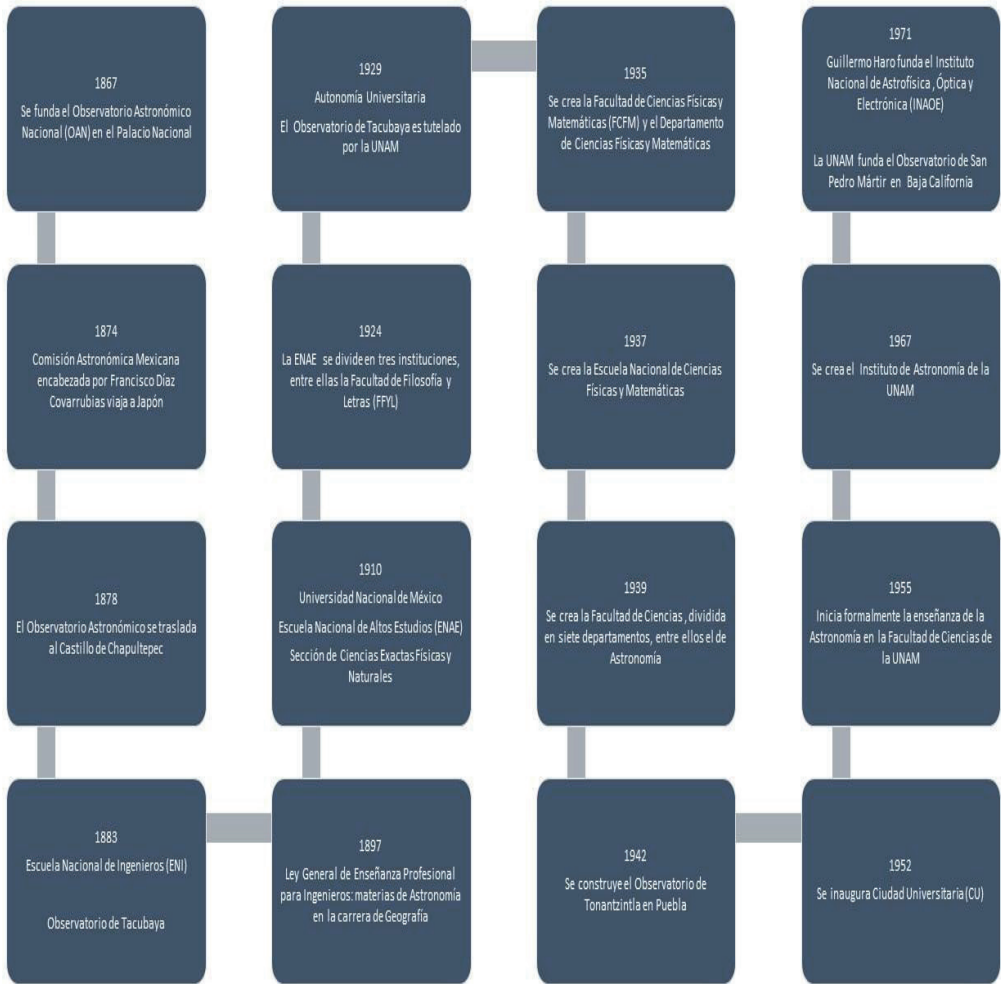 1867
Se funda el Observatorio Astronómico
Nacional (OAN) en el Palacio Nacional
1874
Comisión Astronómica Mexicana
encabezada por Francisco Díaz
Covarrubias viaja a Japón
1878
El Observatorio Astronómico se traslada
al Castillo de Chapultepec
1883
Escuela Nacional de Ingenieros (ENI)
Observatorio de Tacubaya
1897
Ley General de Enseñanza Profesional
para Ingenieros: materias de Astronomía
en la carrera de Geografía
1910
Universidad Nacional de México
Escuela Nacional de Altos Estudios (ENAE)
Sección de Ciencias Exactas Físicas y
Naturales
1924
La ENAE se divide en tres instituciones,
entre ellas la Facultad de Filosofía y
Letras (FFYL)
1929
Autonomía Universitaria
El Observatorio de Tacubaya es tutelado
por la UNAM
1935
Se crea la Facultad de Ciencias Físicas y
Matemáticas (FCFM) y el Departamento
de Ciencias Físicas y Matemáticas
1937
Se crea la Escuela Nacional de Ciencias
Físicas y Matemáticas
1939
Se crea la Facultad de Ciencias, dividida
en siete departamentos, entre ellos el de
Astronomía
1942
Se construye el Observatorio de
Tonantzintla en Puebla
1952
Se inaugura Ciudad Universitaria (CU)
1955
Inicia formalmente la enseñanza de la
Astronomía en la Facultad de Ciencias de
la UNAM
1967
Se crea el Instituto de Astronomía de la
UNAM
1971
Guillermo Haro funda el Instituto
Nacional de Astrofísica , Óptica y
Electrónica (INAOE)
La UNAM funda el Observatorio de San
Pedro Mártir en Baja California